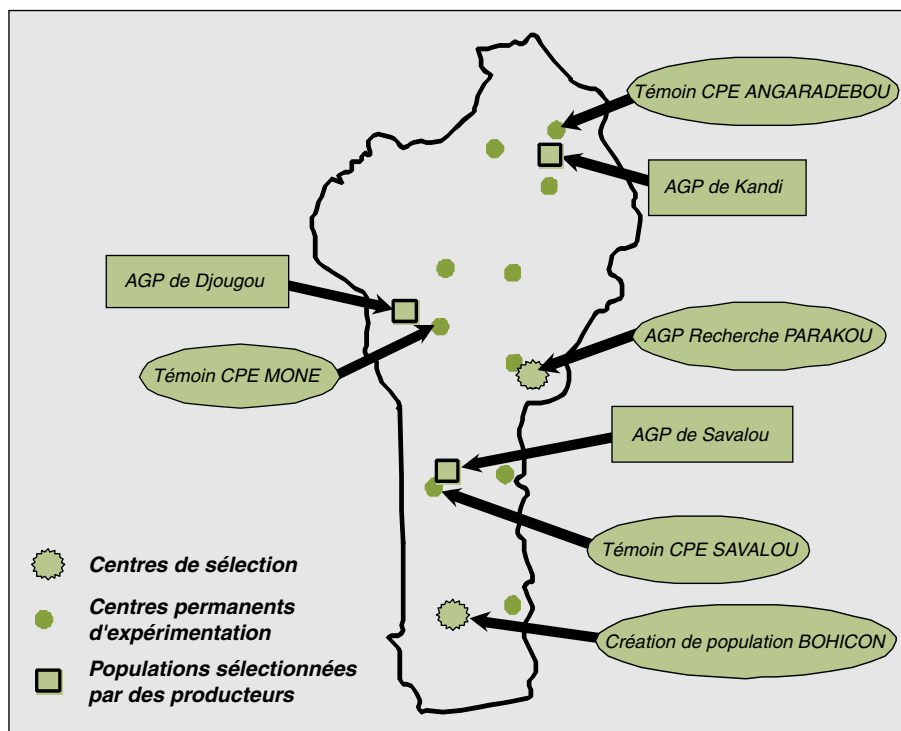 Témoin CPE ANGARADEBOU
AGP de Kandi
AGP de Djougou
AGP Recherche PARAKOU
Témoin CPE MONE
AGP de Savalou
Témoin CPE SAVALOU
Création de population BOHICON
Centres de sélection
Centres permanents
d'expérimentation
Populations sélectionnées
par des producteurs